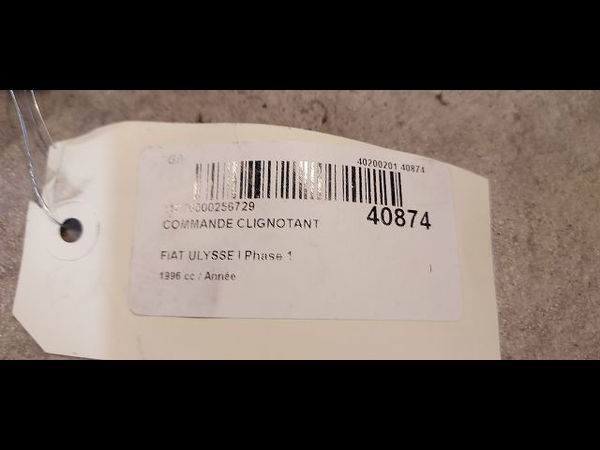 40200201 40874
COMMANDE CLIGNOTANT
40874
FIAT ULYSSE I Phase 1
1996 cc / Année